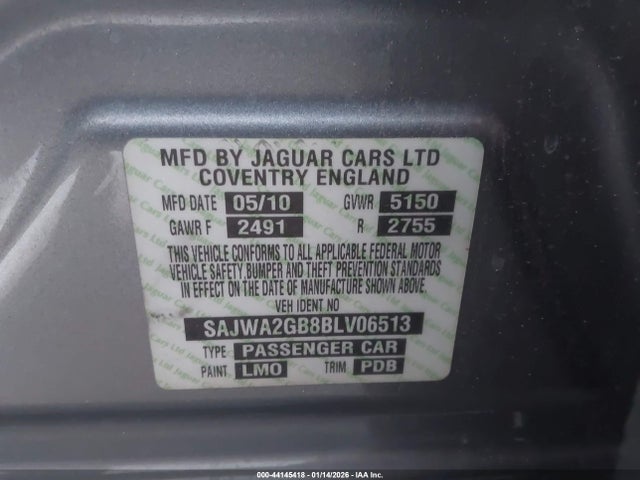 MFD BY JAGUAR CARS LTD
COVENTRY ENGLAND
MFD DATE 05/10 GVWR 5150
GAWR F 2491 R 2755
THIS VEHICLE CONFORMS TO ALL APPLICABLE FEDERAL MOTOR
VEHICLE SAFETY, BUMPER AND THEFT PREVENTION STANDARDS
IN EFFECT ON THE DATE OF MANUFACTURE SHOWN ABOVE.
VEH IDENT NO
SAJWA2GB8BLV06513
TYPE PASSENGER CAR
PAINT LMO TRIM PDB
000-44145418 - 01/14/2026 - IAA Inc.